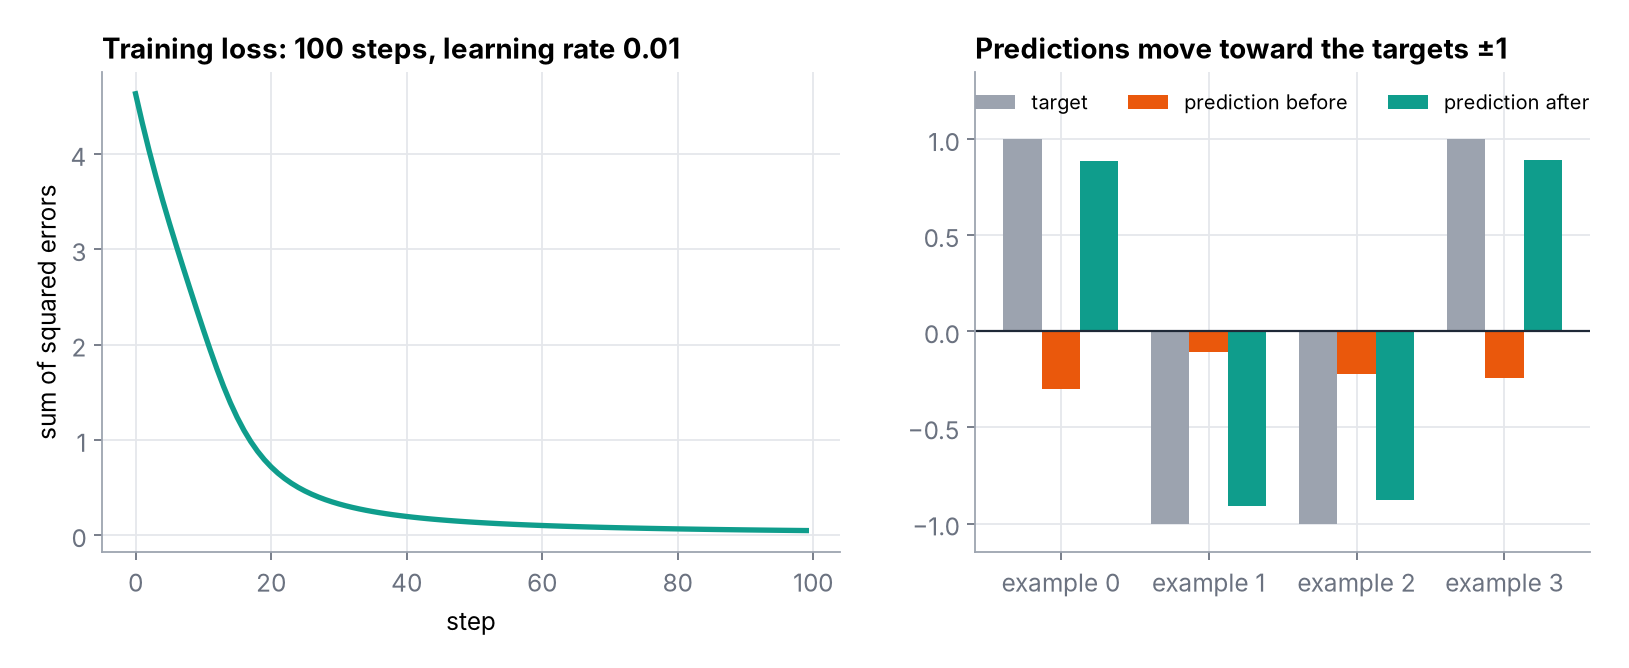 Training loss: 100 steps, learning rate 0.01
sum of squared errors
4
3
2
1
0
0 20 40 60 80 100
step
Predictions move toward the targets ±1
target prediction before prediction after
1.0
0.5
0.0
−0.5
−1.0
example 0 example 1 example 2 example 3